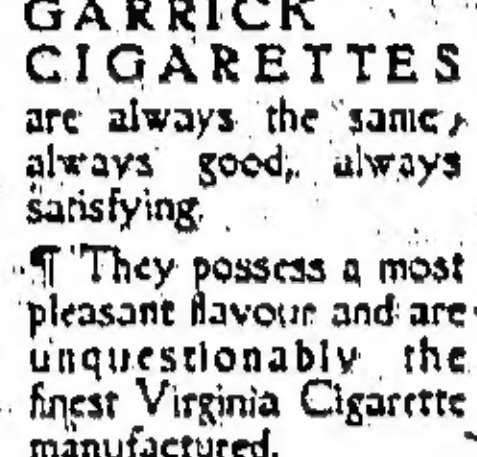 GARRICK
CIGARETTES
are always the same,
always good, always
satisfying.
¶ They possess a most
pleasant flavour and are
unquestionably the
finest Virginia Cigarette
manufactured.